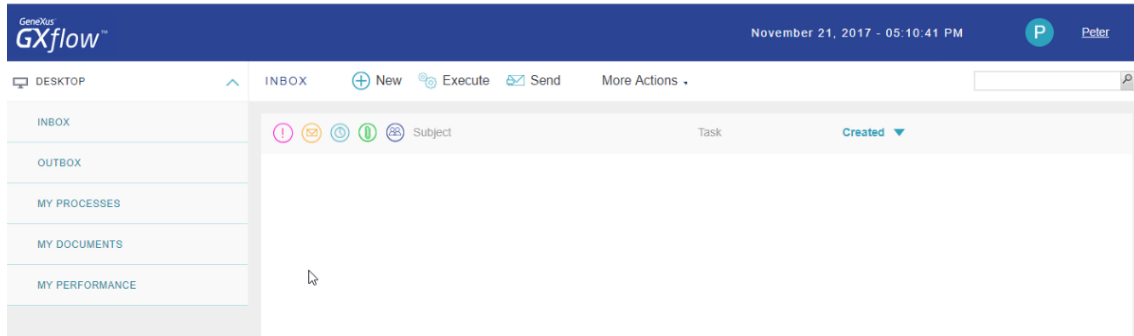 GeneXus
GXflow™
November 21, 2017 - 05:10:41 PM
P
Peter
DESKTOP
INBOX
New
Execute
Send
More Actions
INBOX
OUTBOX
MY PROCESSES
MY DOCUMENTS
MY PERFORMANCE
Subject
Task
Created